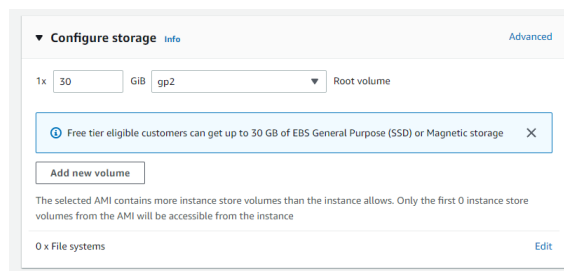 Configure storage Info Advanced
1x 30 GiB gp2 Root volume
Free tier eligible customers can get up to 30 GB of EBS General Purpose (SSD) or Magnetic storage
Add new volume
The selected AMI contains more instance store volumes than the instance allows. Only the first 0 instance store
volumes from the AMI will be accessible from the instance
0 x File systems Edit